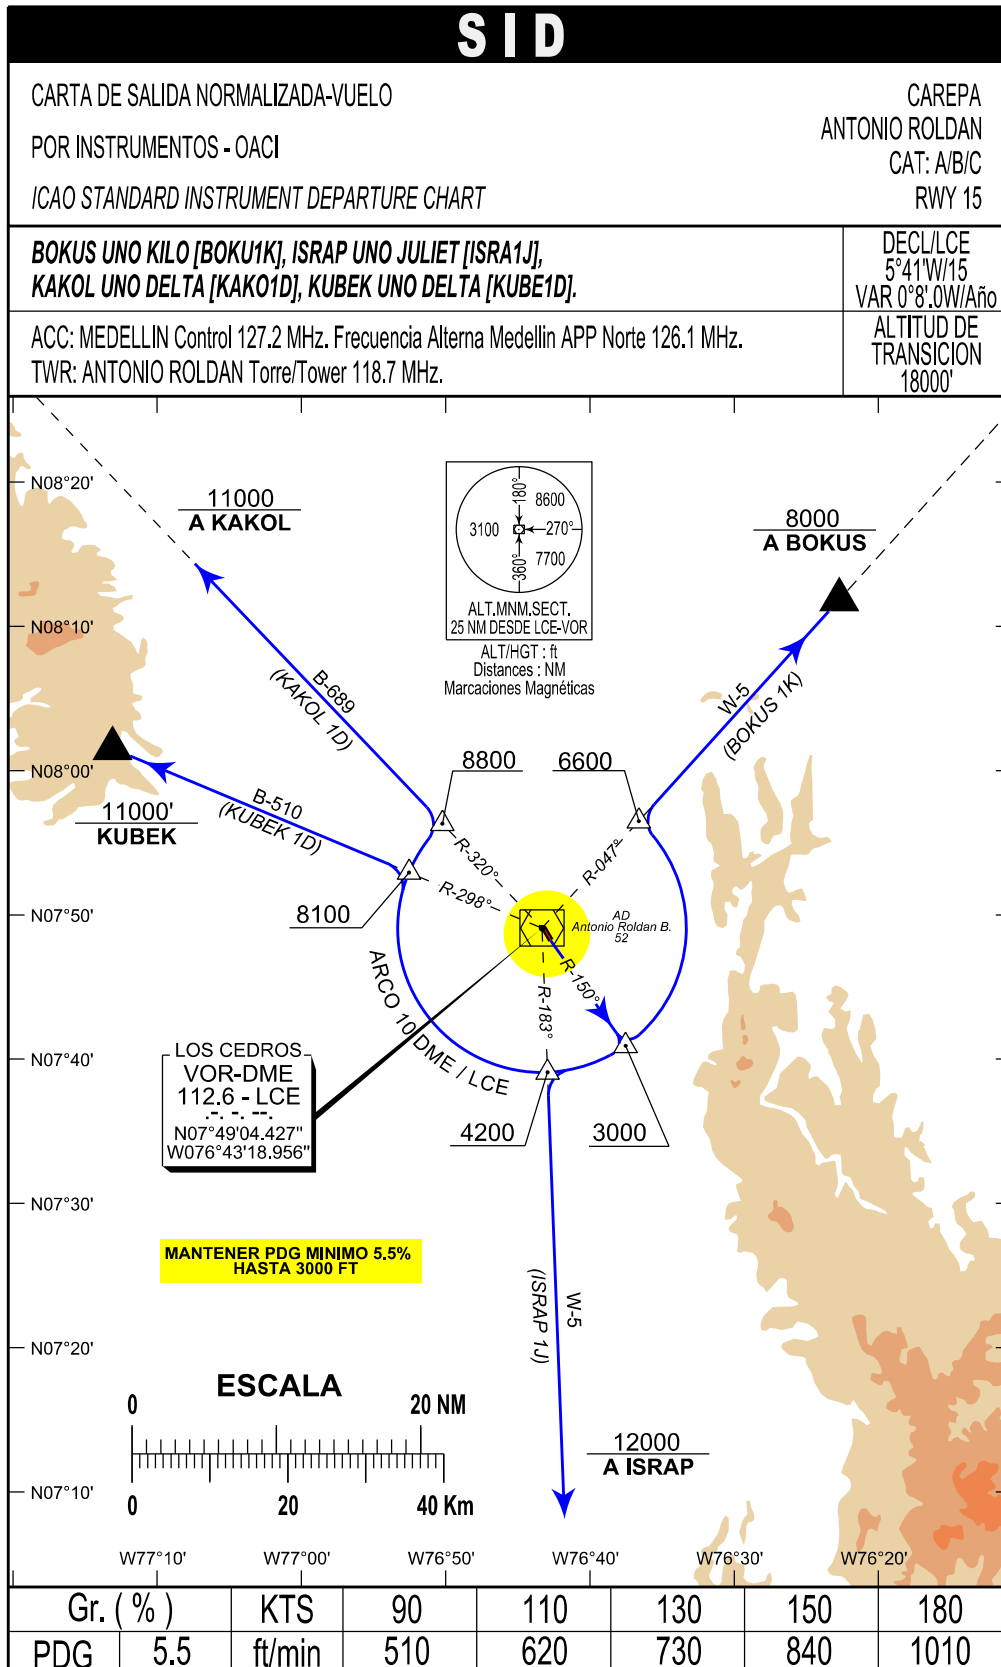 SID
CARTA DE SALIDA NORMALIZADA-VUELO
POR INSTRUMENTOS - OACI
ICAO STANDARD INSTRUMENT DEPARTURE CHART
CAREPA
ANTONIO ROLDAN
CAT: A/B/C
RWY 15
BOKUS UNO KILO [BOKU1K], ISRAP UNO JULIET [ISRA1J],
KAKOL UNO DELTA [KAKO1D], KUBEK UNO DELTA [KUBE1D].
DECL/LCE
5°41'W/15
VAR 0°8'.0W/Año
ACC: MEDELLIN Control 127.2 MHz. Frecuencia Alterna Medellin APP Norte 126.1 MHz.
TWR: ANTONIO ROLDAN Torre/Tower 118.7 MHz.
ALTITUD DE
TRANSICION
18000'
N08°20'
11000
A KAKOL
180°
8600
3100
270°
7700
360°
ALT.MNM.SECT.
25 NM DESDE LCE-VOR
ALT/HGT : ft
Distances : NM
Marcaciones Magnéticas
8000
A BOKUS
N08°10'
B-689
(KAKOL 1D)
W-5
(BOKUS 1K)
N08°00'
8800
6600
11000'
KUBEK
B-510
(KUBEK 1D)
R-320°
R-047°
R-298°
8100
N07°50'
AD
Antonio Roldan B.
52
R-150°
R-183°
ARCO 10 DME / LCE
N07°40'
LOS CEDROS
VOR-DME
112.6 - LCE
.-. -. --.
N07°49'04.427"
W076°43'18.956"
4200
3000
N07°30'
MANTENER PDG MINIMO 5.5%
HASTA 3000 FT
W-5
(ISRAP 1J)
N07°20'
ESCALA
0
20 NM
0
20
40 Km
12000
A ISRAP
N07°10'
W77°10'
W77°00'
W76°50'
W76°40'
W76°30'
W76°20'
Gr. ( % ) KTS 90 110 130 150 180
PDG 5.5 ft/min 510 620 730 840 1010